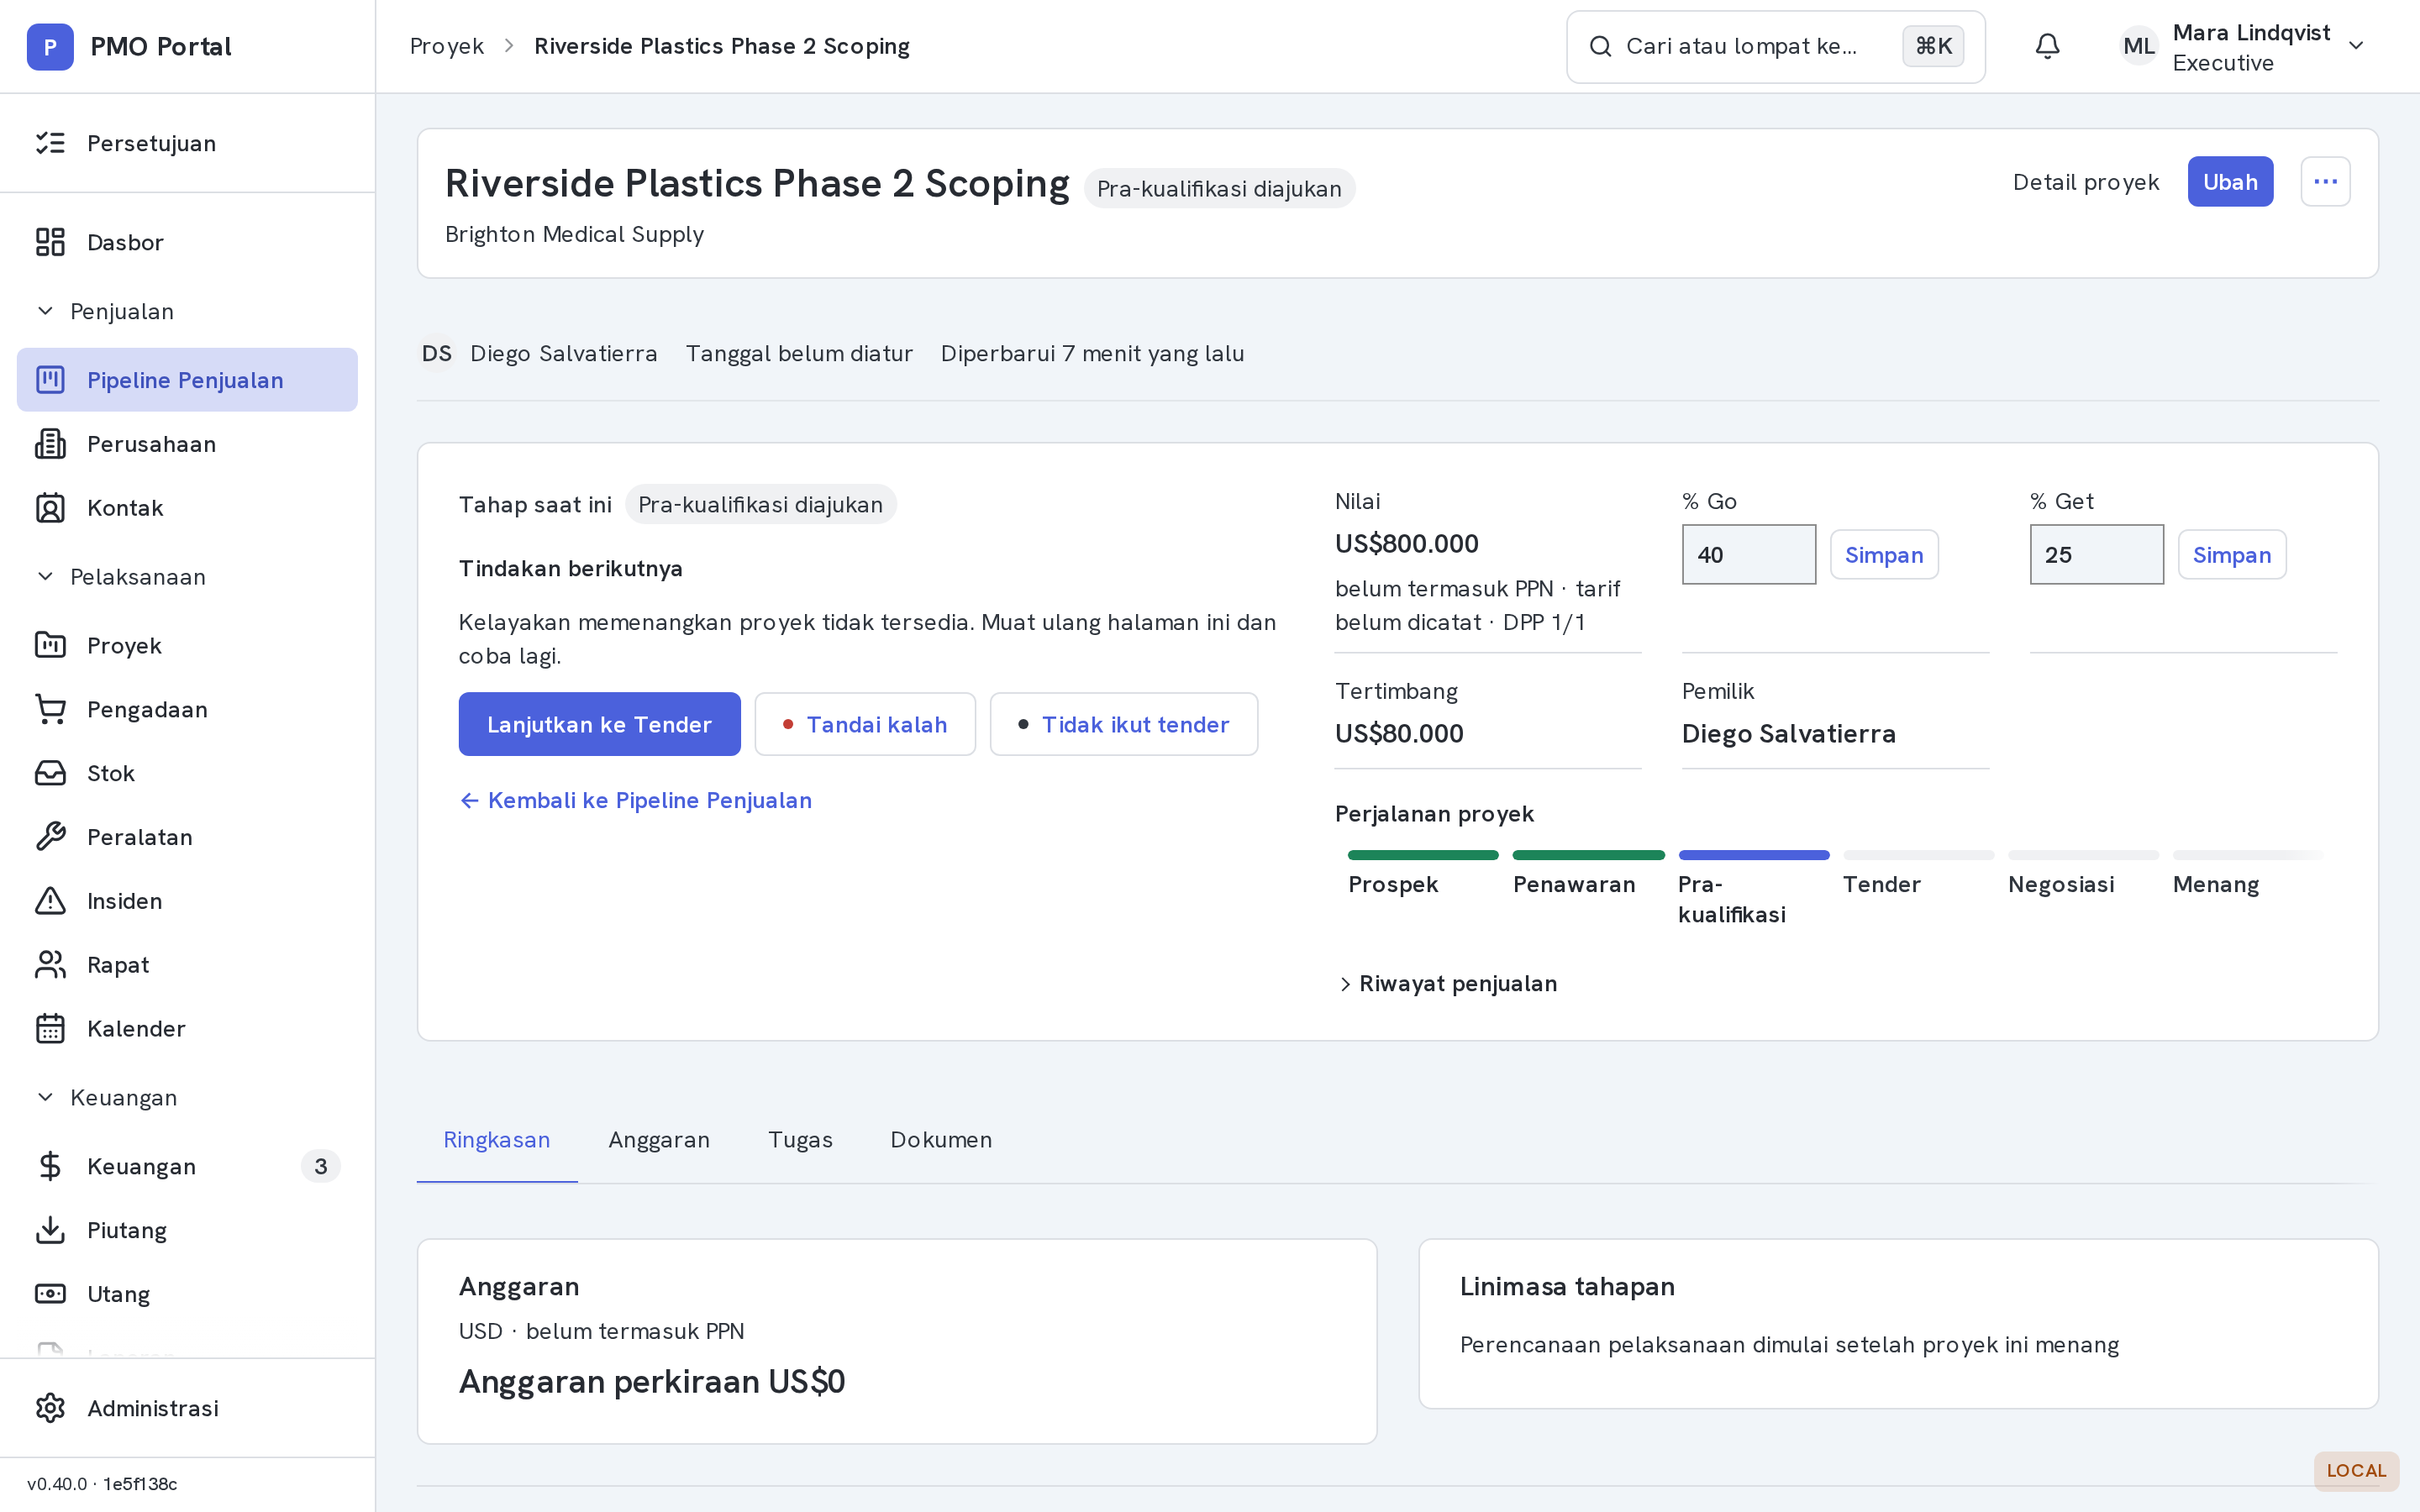 P PMO Portal
Proyek > Riverside Plastics Phase 2 Scoping
Cari atau lompat ke... ⌘K
ML
Mara Lindqvist
Executive
Persetujuan
Dasbor
Penjualan
Pipeline Penjualan
Perusahaan
Kontak
Pelaksanaan
Proyek
Pengadaan
Stok
Peralatan
Insiden
Rapat
Kalender
Keuangan
Keuangan 3
Piutang
Utang
Administrasi
v0.40.0 · 1e5f138c
Riverside Plastics Phase 2 Scoping Pra-kualifikasi diajukan
Brighton Medical Supply
Detail proyek Ubah ...
DS Diego Salvatierra Tanggal belum diatur Diperbarui 7 menit yang lalu
Tahap saat ini Pra-kualifikasi diajukan
Tindakan berikutnya
Kelayakan memenangkan proyek tidak tersedia. Muat ulang halaman ini dan
coba lagi.
Lanjutkan ke Tender Tandai kalah Tidak ikut tender
← Kembali ke Pipeline Penjualan
Nilai
US$800.000
belum termasuk PPN · tarif
belum dicatat · DPP 1/1
% Go
40 Simpan
% Get
25 Simpan
Tertimbang
US$80.000
Pemilik
Diego Salvatierra
Perjalanan proyek
Prospek Penawaran Pra- Tender Negosiasi Menang
kualifikasi
> Riwayat penjualan
Ringkasan Anggaran Tugas Dokumen
Anggaran
USD · belum termasuk PPN
Anggaran perkiraan US$0
Linimasa tahapan
Perencanaan pelaksanaan dimulai setelah proyek ini menang
LOCAL